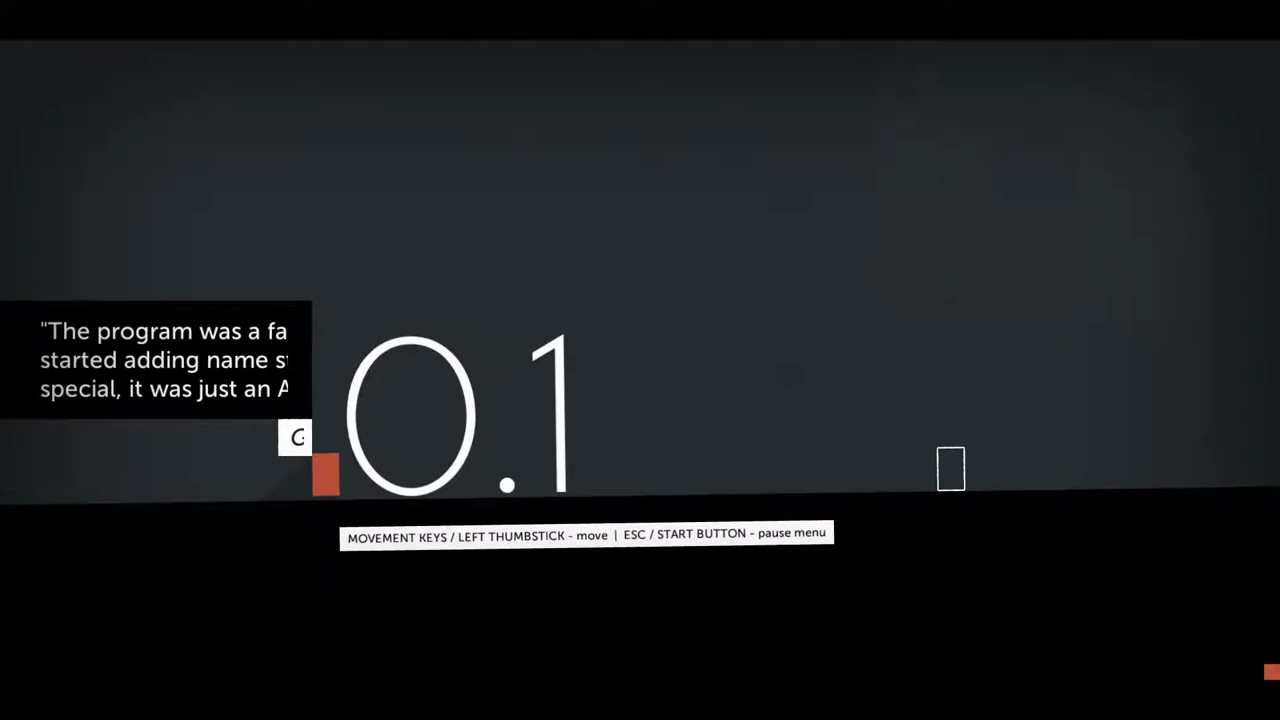 "The program was a fa
started adding name s
special, it was just an A
G
0.1
MOVEMENT KEYS / LEFT THUMBSTICK - move | ESC / START BUTTON - pause menu